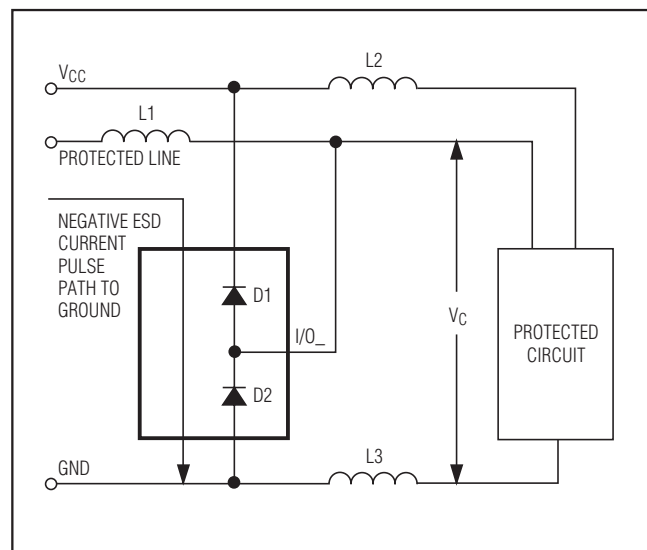 VCC
L2
L1
PROTECTED LINE
NEGATIVE ESD
CURRENT
PULSE
PATH TO
GROUND
D1
I/O_
VC
PROTECTED
CIRCUIT
D2
GND
L3